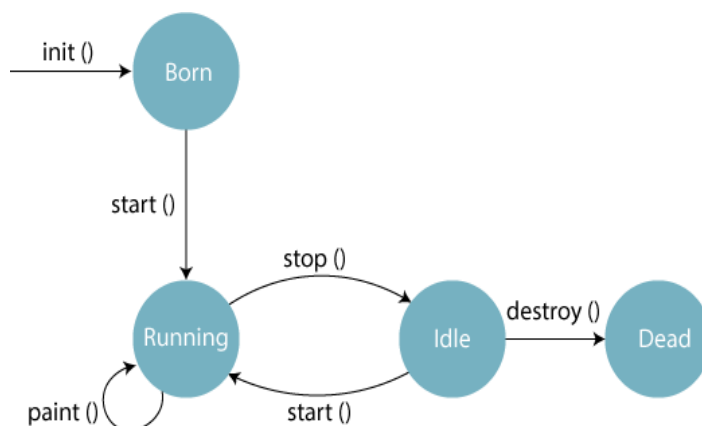 init ()
Born
start ()
stop ()
Running
Idle
destroy ()
Dead
paint ()
start ()